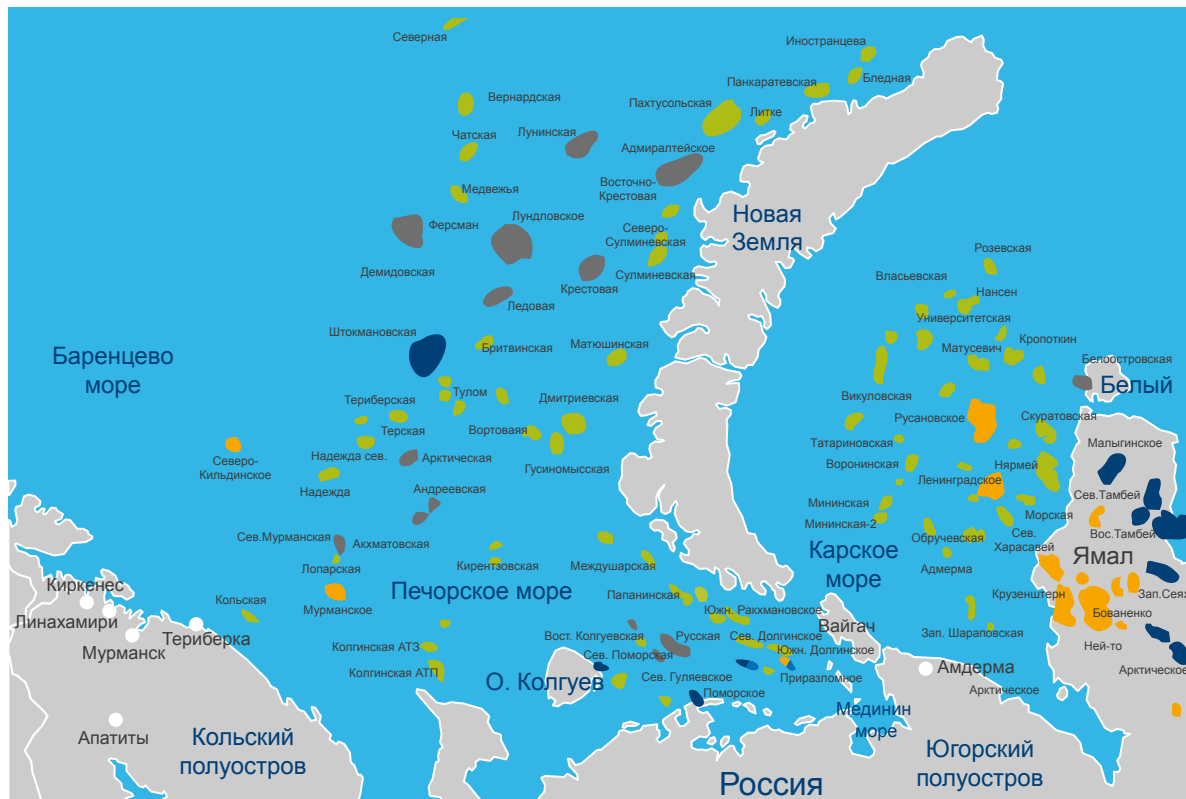 Северная
Иностранцева
Вернардская
Панкаратевская
Бледная
Пахтусольская
Литке
Чатская
Лунинская
Адмиралтейское
Медвежья
Восточно-
Крестовая
Ферсман
Лундловское
Новая
Земля
Северо-
Сулминевская
Демидовская
Крестовая
Сулминевская
Ледовая
Розевская
Власьевская
Нансен
Университетская
Штокмановская
Бритвинская
Матюшинская
Матусевич
Кропоткин
Баренцево
море
Белоостровская
Белый
Тулом
Териберская
Дмитриевская
Викуловская
Русановское
Скуратовская
Терская
Вортоваяя
Татариновская
Малыгинское
Северо-
Кильдинское
Надежда сев.
Арктическая
Гусиномысская
Воронинская
Нярмей
Ленинградское
Надежда
Андреевская
Сев.Тамбей
Мининская
Морская
Мининская-2
Сев.Мурманская
Ахматовская
Обручевская
Сев.
Харасавей
Вос.Тамбей
Карское
море
Ямал
Лопарская
Кирентзовская
Междушарская
Адмерма
Киркенес
Мурманское
Печорское море
Папанинская
Крузенштерн
Зап.Сеях
Линахамири
Кольская
Южн. Ракхмановское
Бованенко
Териберка
Вайгач
Мурманск
Вост. Колгуевская
Русская
Сев. Долгинское
Зап. Шараповская
Колгинская АТЗ
Сев. Поморская
Южн. Долгинское
Ней-то
Колгинская АТП
О. Колгуев
Сев. Гуляевское
Приразломное
Амдерма
Арктическое
Поморское
Арктическое
Мединин
море
Апатиты
Кольский
полуостров
Югорский
полуостров
Россия